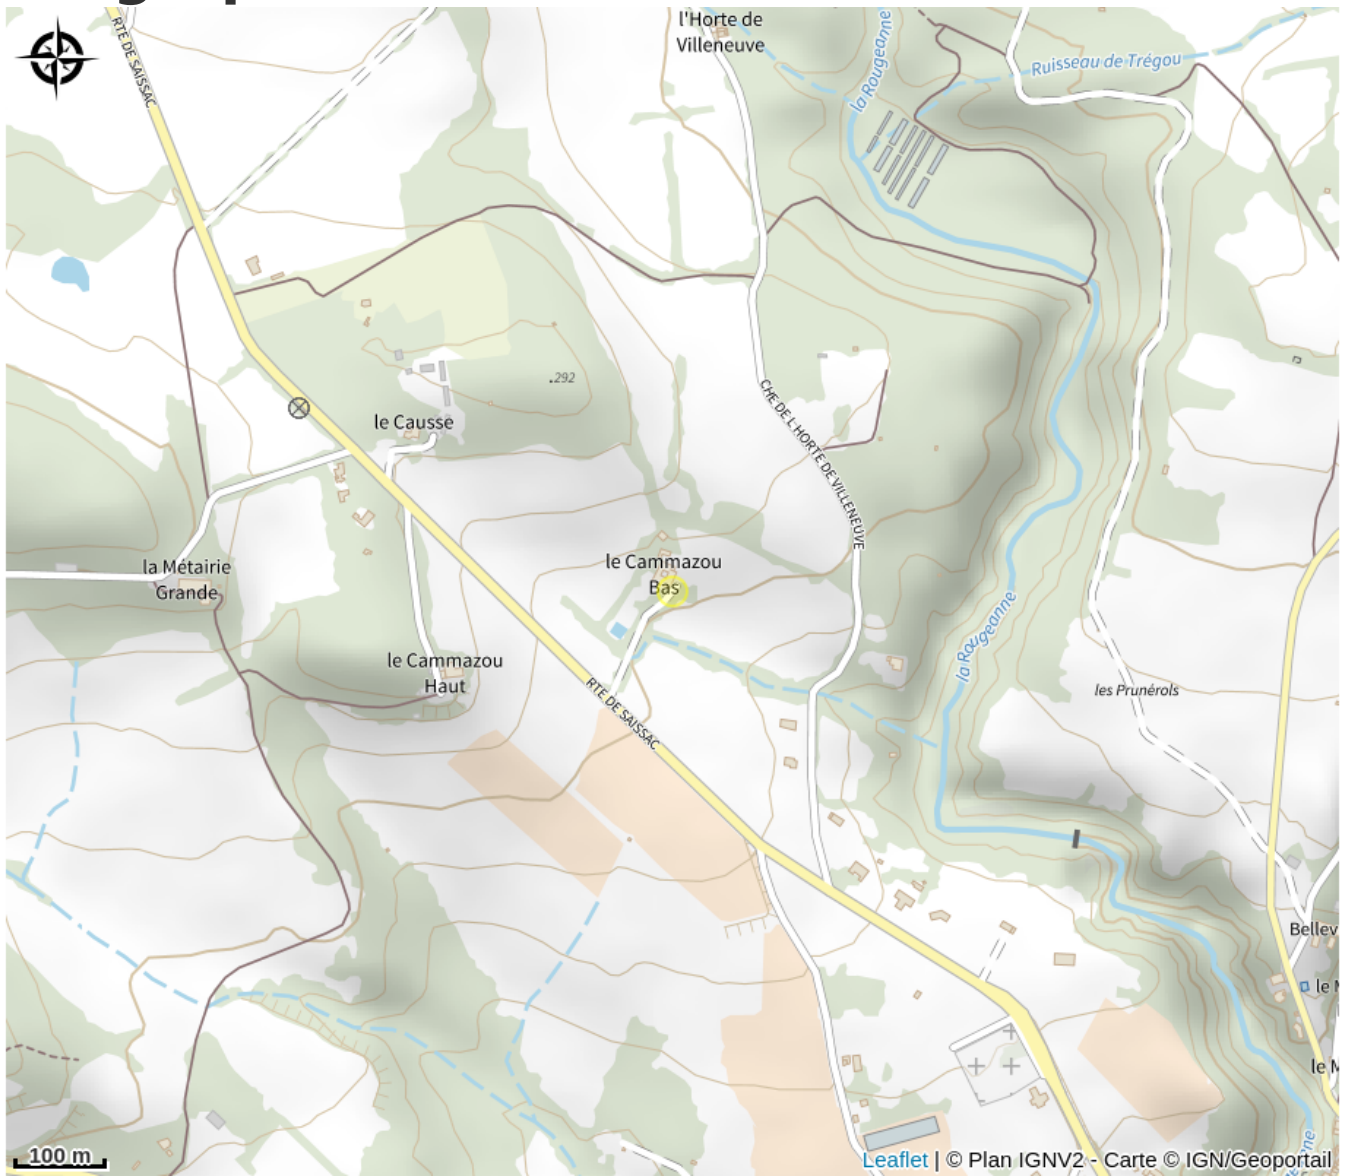 l'Horte de
Villeneuve
la Rougeanne
Ruisseau de Trégou
RTE DE SAISSAC
.292
le Causse
CHE DE L HORTE DE VILLENEUVE
la Métairie
Grande
le Cammazou
Bas
le Cammazou
Haut
la Rougeanne
les Prunérols
RTE DE SAISSAC
Bellev
le M
le M
100 m
Leaflet | © Plan IGNV2 - Carte © IGN/Geoportail